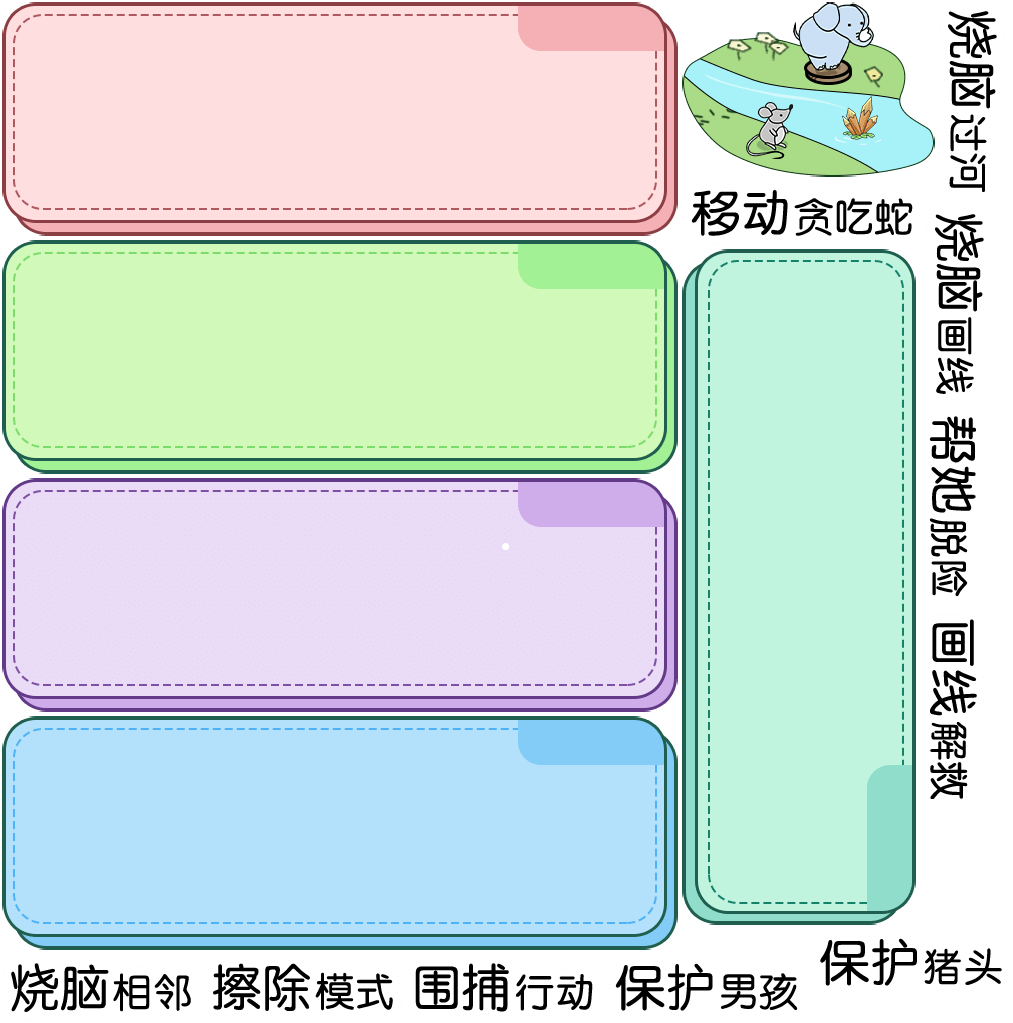 烧脑过河
移动贪吃蛇
烧脑画线
帮她脱险
画线解救
烧脑相邻
擦除模式
围捕行动
保护男孩
保护猪头